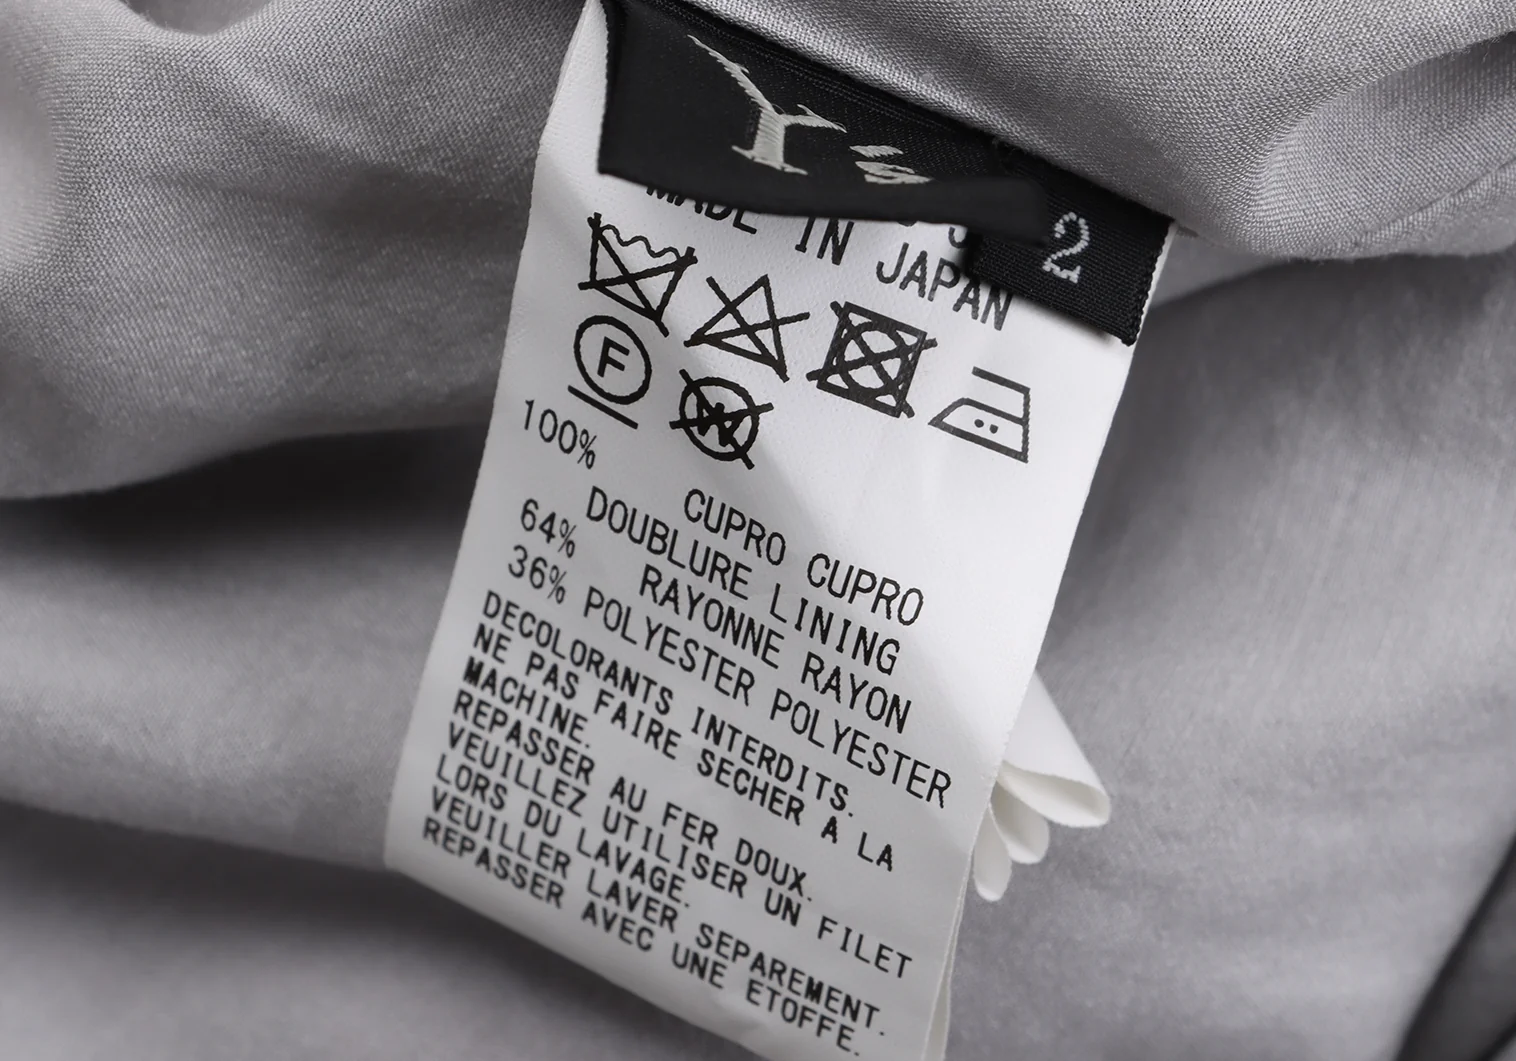 Y's
2
MADE IN JAPAN
F
W
100% CUPRO CUPRO
DOUBLURE LINING
64% RAYONNE RAYON
36% POLYESTER POLYESTER
DECOLORANTS INTERDITS.
NE PAS FAIRE SECHER A LA
MACHINE.
REPASSER AU FER DOUX.
VEUILLEZ UTILISER UN FILET
LORS DU LAVAGE.
VEUILLER LAVER SEPAREMENT.
REPASSER AVEC UNE ETOFFE.